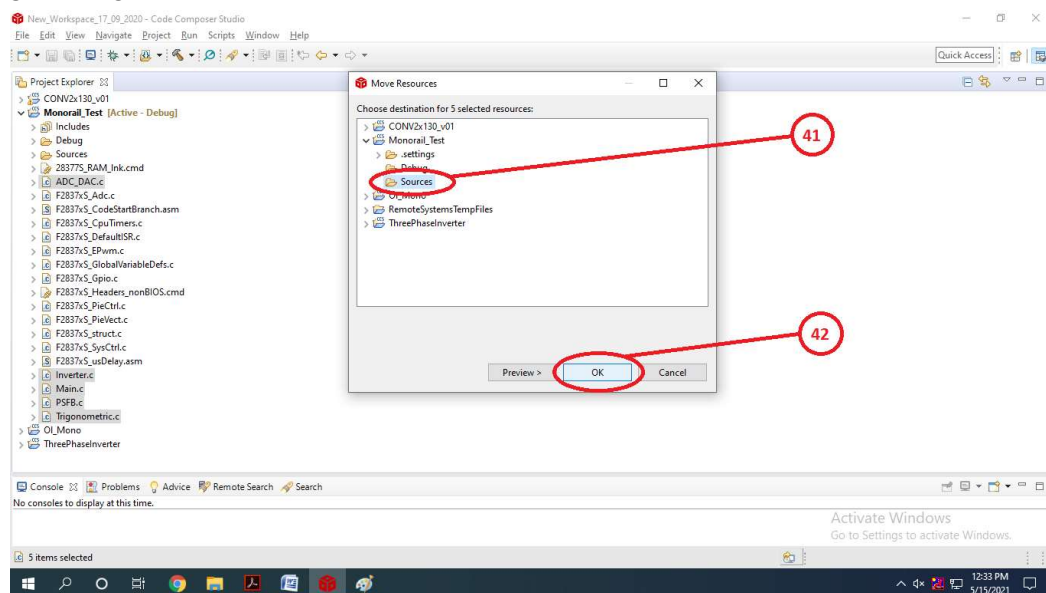 New_Workspace_17_09_2020 - Code Composer Studio
File Edit View Navigate Project Run Scripts Window Help
Quick Access
Project Explorer
CONV2x130_v01
Monorail_Test [Active - Debug]
Includes
Debug
Sources
28377S_RAM_lnk.cmd
ADC_DAC.c
F2837xS_Adc.c
F2837xS_CodeStartBranch.asm
F2837xS_CpuTimers.c
F2837xS_DefaultISR.c
F2837xS_EPwm.c
F2837xS_GlobalVariableDefs.c
F2837xS_Gpio.c
F2837xS_Headers_nonBIOS.cmd
F2837xS_PieCtrl.c
F2837xS_PieVect.c
F2837xS_struct.c
F2837xS_SysCtrl.c
F2837xS_usDelay.asm
Inverter.c
Main.c
PSFB.c
Trigonometric.c
OI_Mono
ThreePhaseInverter
Move Resources
Choose destination for 5 selected resources:
CONV2x130_v01
Monorail_Test
.settings
Debug
Sources
OI_Mono
RemoteSystemsTempFiles
ThreePhaseInverter
Preview > OK Cancel
41
42
Console Problems Advice Remote Search Search
No consoles to display at this time.
Activate Windows
Go to Settings to activate Windows.
5 items selected
12:33 PM
5/15/2021